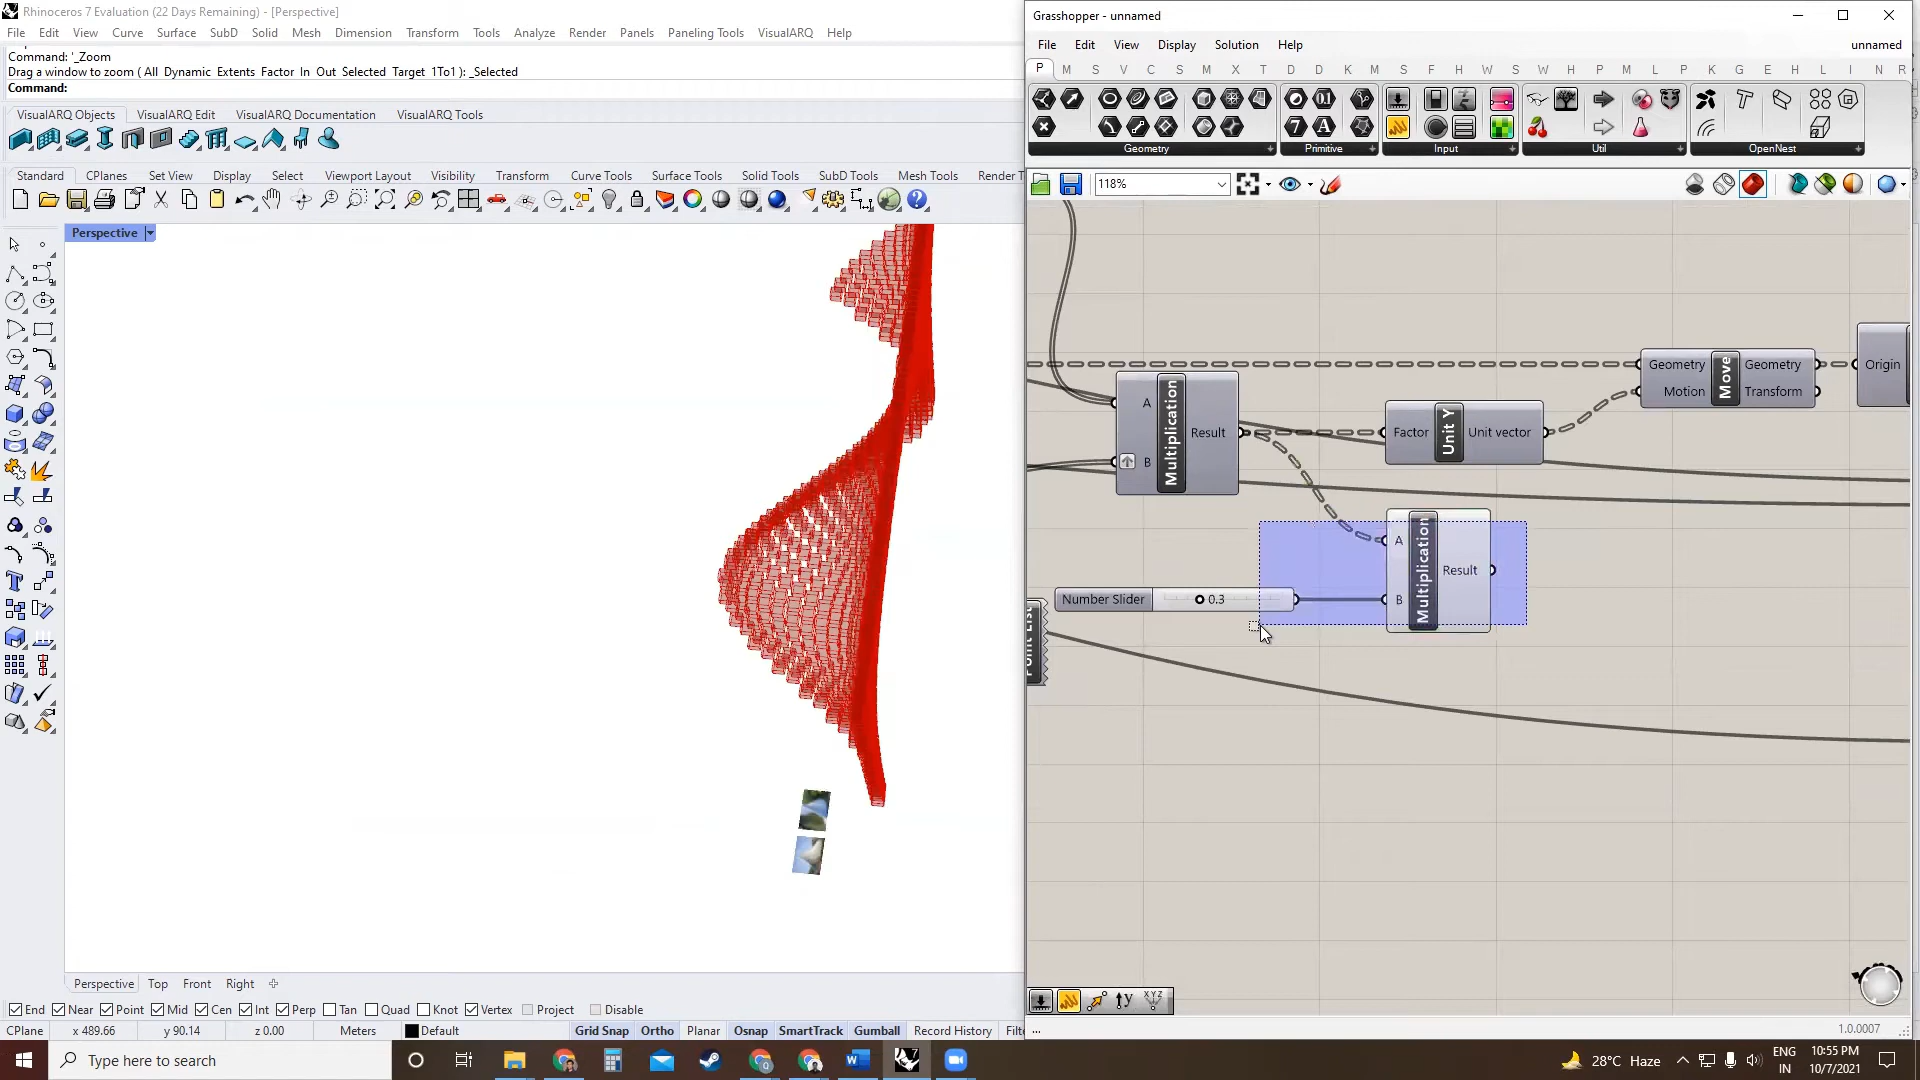 Rhinoceros 7 Evaluation (22 Days Remaining) - [Perspective]
File Edit View Curve Surface SubD Solid Mesh Dimension Transform Tools Analyze Render Panels Paneling Tools VisualARQ Help
Command: '_Zoom
Drag a window to zoom ( All Dynamic Extents Factor In Out Selected Target 1To1 ): _Selected
Command:
VisualARQ Objects VisualARQ Edit VisualARQ Documentation VisualARQ Tools
Standard CPlanes Set View Display Select Viewport Layout Visibility Transform Curve Tools Surface Tools Solid Tools SubD Tools Mesh Tools Render T
Perspective
Perspective Top Front Right
End Near Point Mid Cen Int Perp Tan Quad Knot Vertex Project Disable
CPlane x 489.66 y 90.14 z 0.00 Meters Default Grid Snap Ortho Planar Osnap SmartTrack Gumball Record History Filte
Grasshopper - unnamed
File Edit View Display Solution Help unnamed
P M S V C S M X T D D K M S F H W S W H P M L P K G E H L I N R
Geometry Primitive Input Util OpenNest
118%
A
B
Multiplication
Result
Factor
Unit Y
Unit vector
Geometry
Motion
Move
Geometry
Transform
Origin
A
B
Multiplication
Result
Number Slider 0.3
Point List
...
1.0.0007
Type here to search
28°C Haze
ENG
IN
10:55 PM
10/7/2021